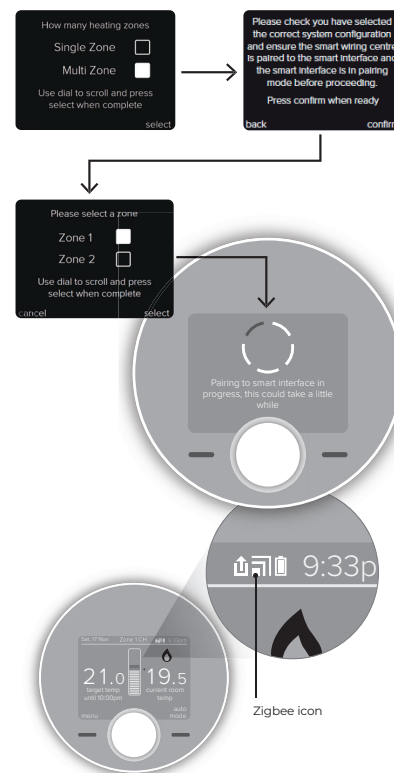 How many heating zones
Single Zone
Multi Zone
Use dial to scroll and press
select when complete
select
Please check you have selected
the correct system configuration
and ensure the smart wiring centre
is paired to the smart interface and
the smart interface is in pairing
mode before proceeding.
Press confirm when ready
back confirm
Please select a zone
Zone 1
Zone 2
Use dial to scroll and press
select when complete
cancel select
Pairing to smart interface in
progress, this could take a little
while
9:33p
Sat, 17 Nov Zone 1 CH 9:10pm
21.0 19.5
target temp current room
until 10:00pm temp
menu auto
mode
Zigbee icon